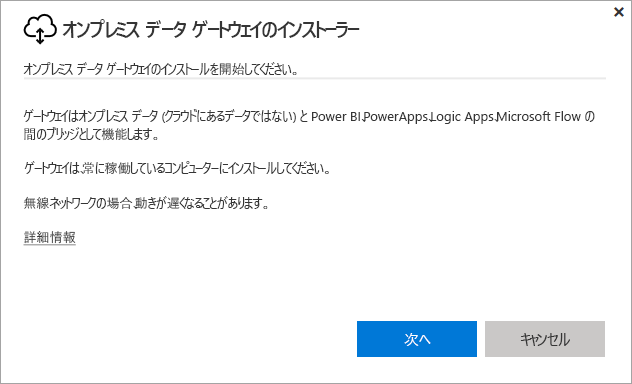 オンプレミス データ ゲートウェイのインストーラー
オンプレミス データ ゲートウェイのインストールを開始してください。
ゲートウェイはオンプレミス データ (クラウドにあるデータではない) と Power BI、PowerApps、Logic Apps、Microsoft Flow の
間のブリッジとして機能します。
ゲートウェイは、常に稼働しているコンピューターにインストールしてください。
無線ネットワークの場合、動きが遅くなることがあります。
詳細情報
次へ
キャンセル